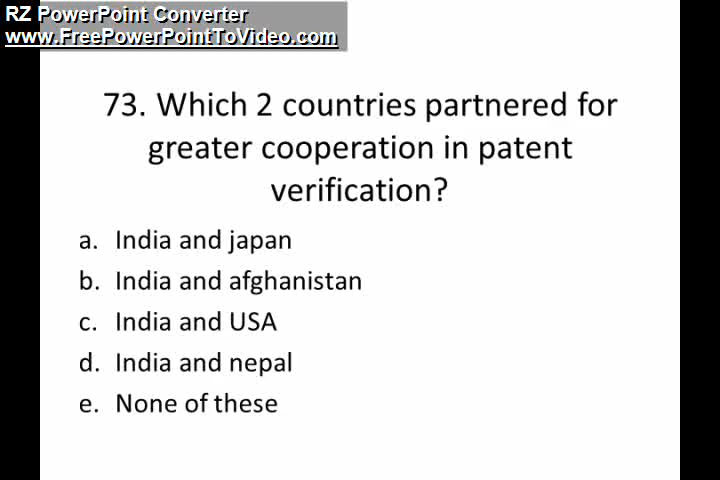 RZ PowerPoint Converter
www.FreePowerPointToVideo.com
73. Which 2 countries partnered for
greater cooperation in patent
verification?
a. India and japan
b. India and afghanistan
c. India and USA
d. India and nepal
e. None of these